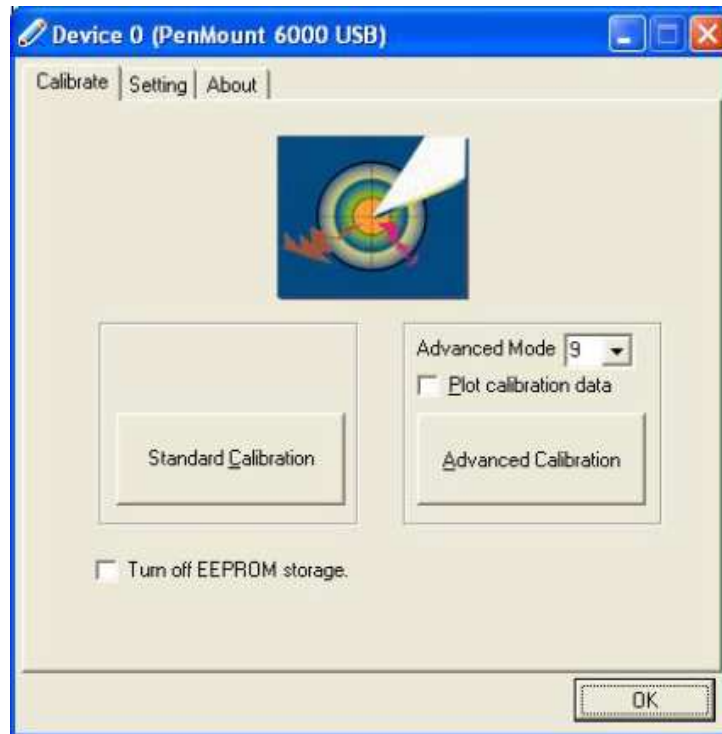 Device 0 (PenMount 6000 USB)
Calibrate Setting About
Advanced Mode 9
Plot calibration data
Standard Calibration
Advanced Calibration
Turn off EEPROM storage.
OK